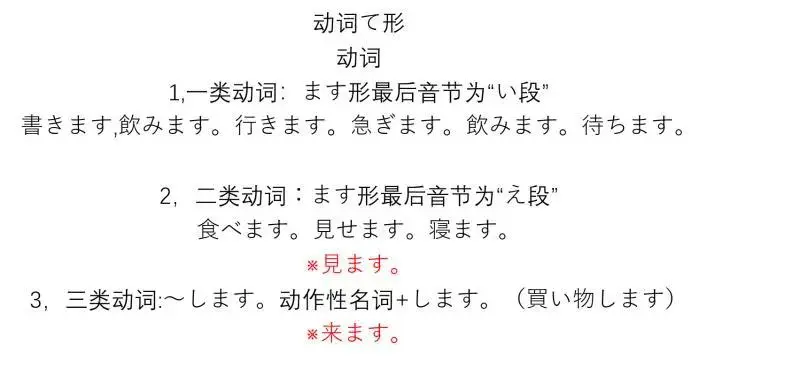 动词て形
动词
1,一类动词：ます形最后音节为“い段”
書きます,飲みます。行きます。急ぎます。飲みます。待ちます。
2，二类动词：ます形最后音节为“え段”
食べます。見せます。寝ます。
※見ます。
3，三类动词:～します。动作性名词+します。（買い物します）
※来ます。